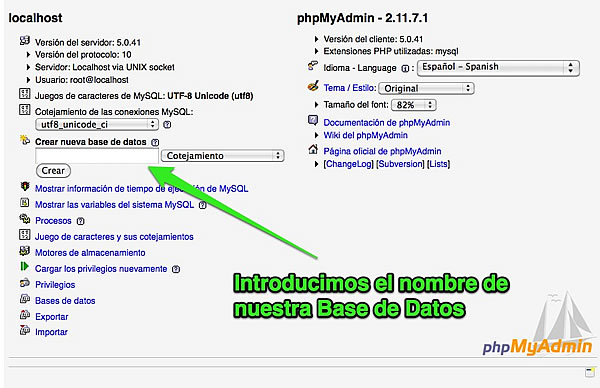 localhost
Versión del servidor: 5.0.41
Versión del protocolo: 10
Servidor: Localhost via UNIX socket
Usuario: root@localhost
Juegos de caracteres de MySQL: UTF-8 Unicode (utf8)
Cotejamiento de las conexiones MySQL:
utf8_unicode_ci
Crear nueva base de datos
Cotejamiento
Crear
Mostrar información de tiempo de ejecución de MySQL
Mostrar las variables del sistema MySQL
Procesos
Juego de caracteres y sus cotejamientos
Motores de almacenamiento
Cargar los privilegios nuevamente
Privilegios
Bases de datos
Exportar
Importar
phpMyAdmin - 2.11.7.1
Versión del cliente: 5.0.41
Extensiones PHP utilizadas: mysql
Idioma - Language : Español - Spanish
Tema / Estilo: Original
Tamaño del font: 82%
Documentación de phpMyAdmin
Wiki del phpMyAdmin
Página oficial de phpMyAdmin
[ChangeLog] [Subversion] [Lists]
Introducimos el nombre de
nuestra Base de Datos
phpMyAdmin